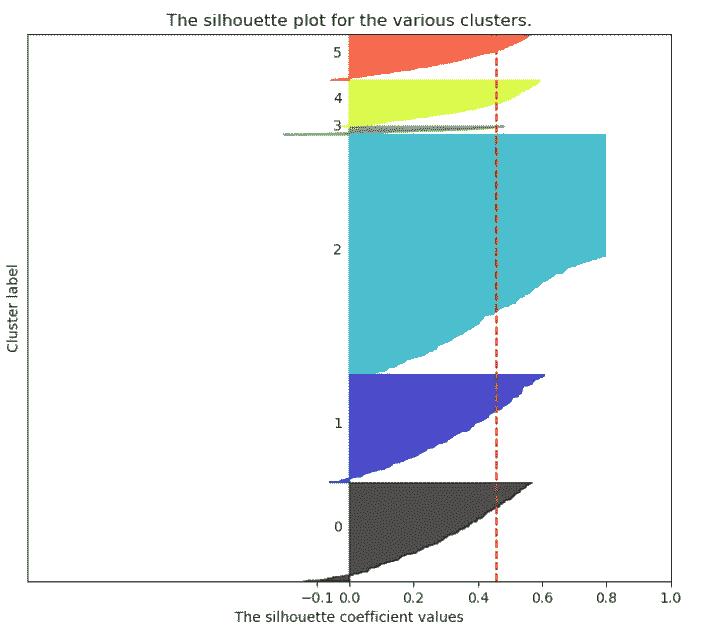 The silhouette plot for the various clusters.
5
4
3
2
1
0
Cluster label
−0.1 0.0 0.2 0.4 0.6 0.8 1.0
The silhouette coefficient values